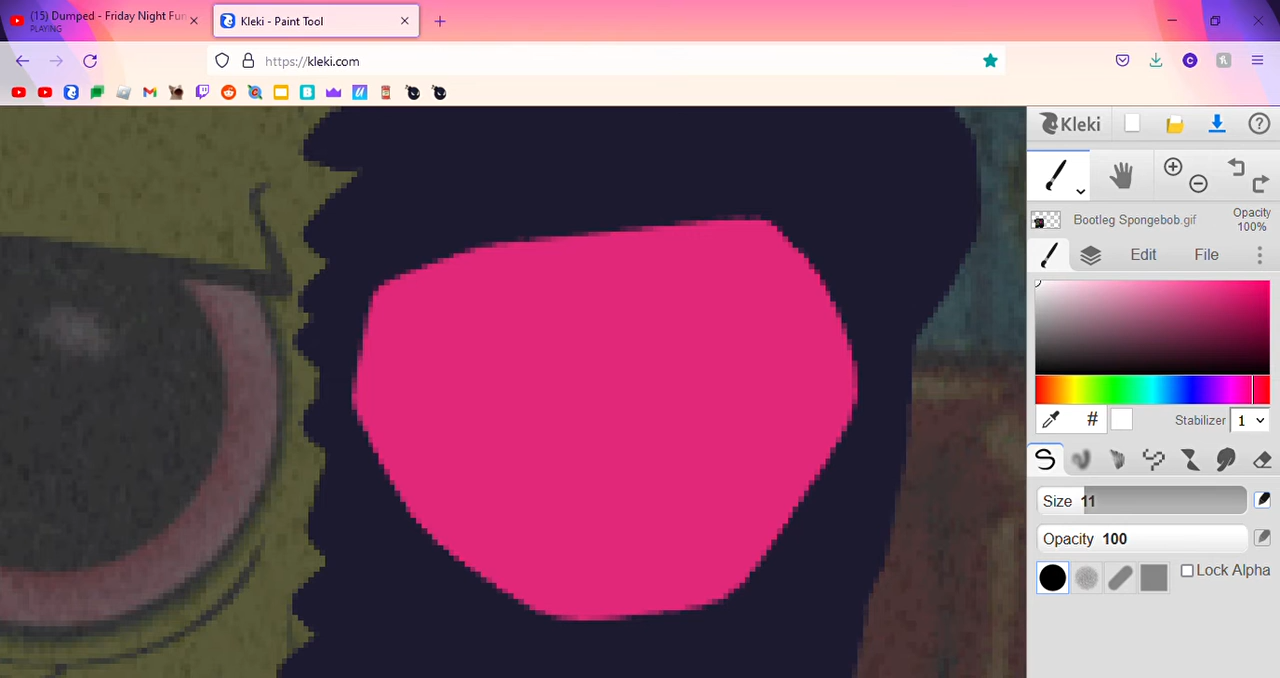 (15) Dumped - Friday Night Fun
PLAYING
Kleki - Paint Tool
https://kleki.com
Kleki
Bootleg Spongebob.gif
Opacity
100%
Edit
File
#
Stabilizer
1
Size 11
Opacity 100
Lock Alpha